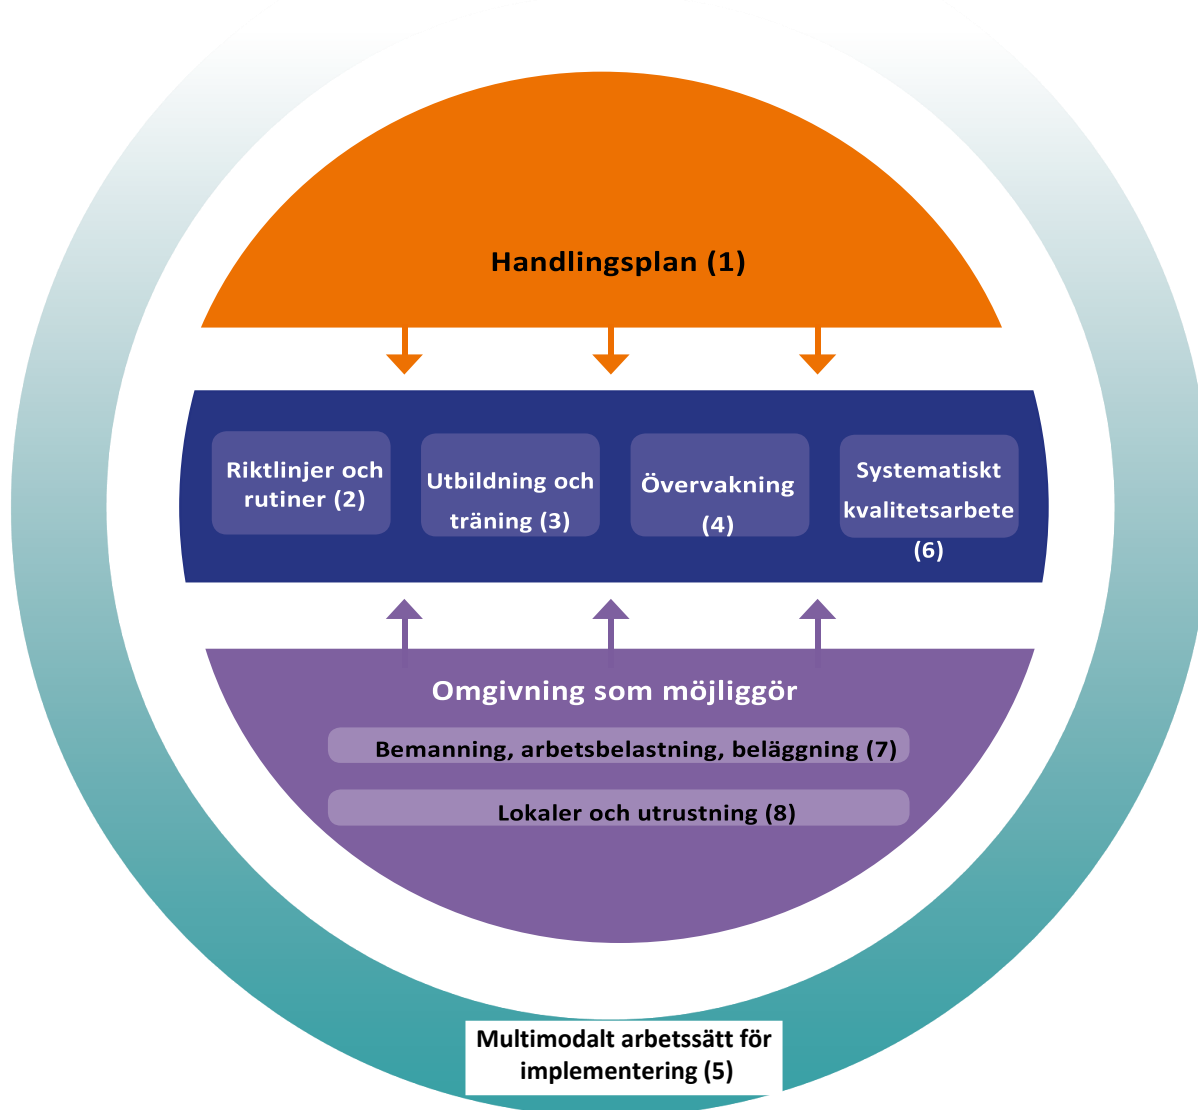 Handlingsplan (1)
Riktlinjer och
rutiner (2)
Utbildning och
träning (3)
Övervakning
(4)
Systematiskt
kvalitetsarbete
(6)
Omgivning som möjliggör
Bemanning, arbetsbelastning, beläggning (7)
Lokaler och utrustning (8)
Multimodalt arbetssätt för
implementering (5)